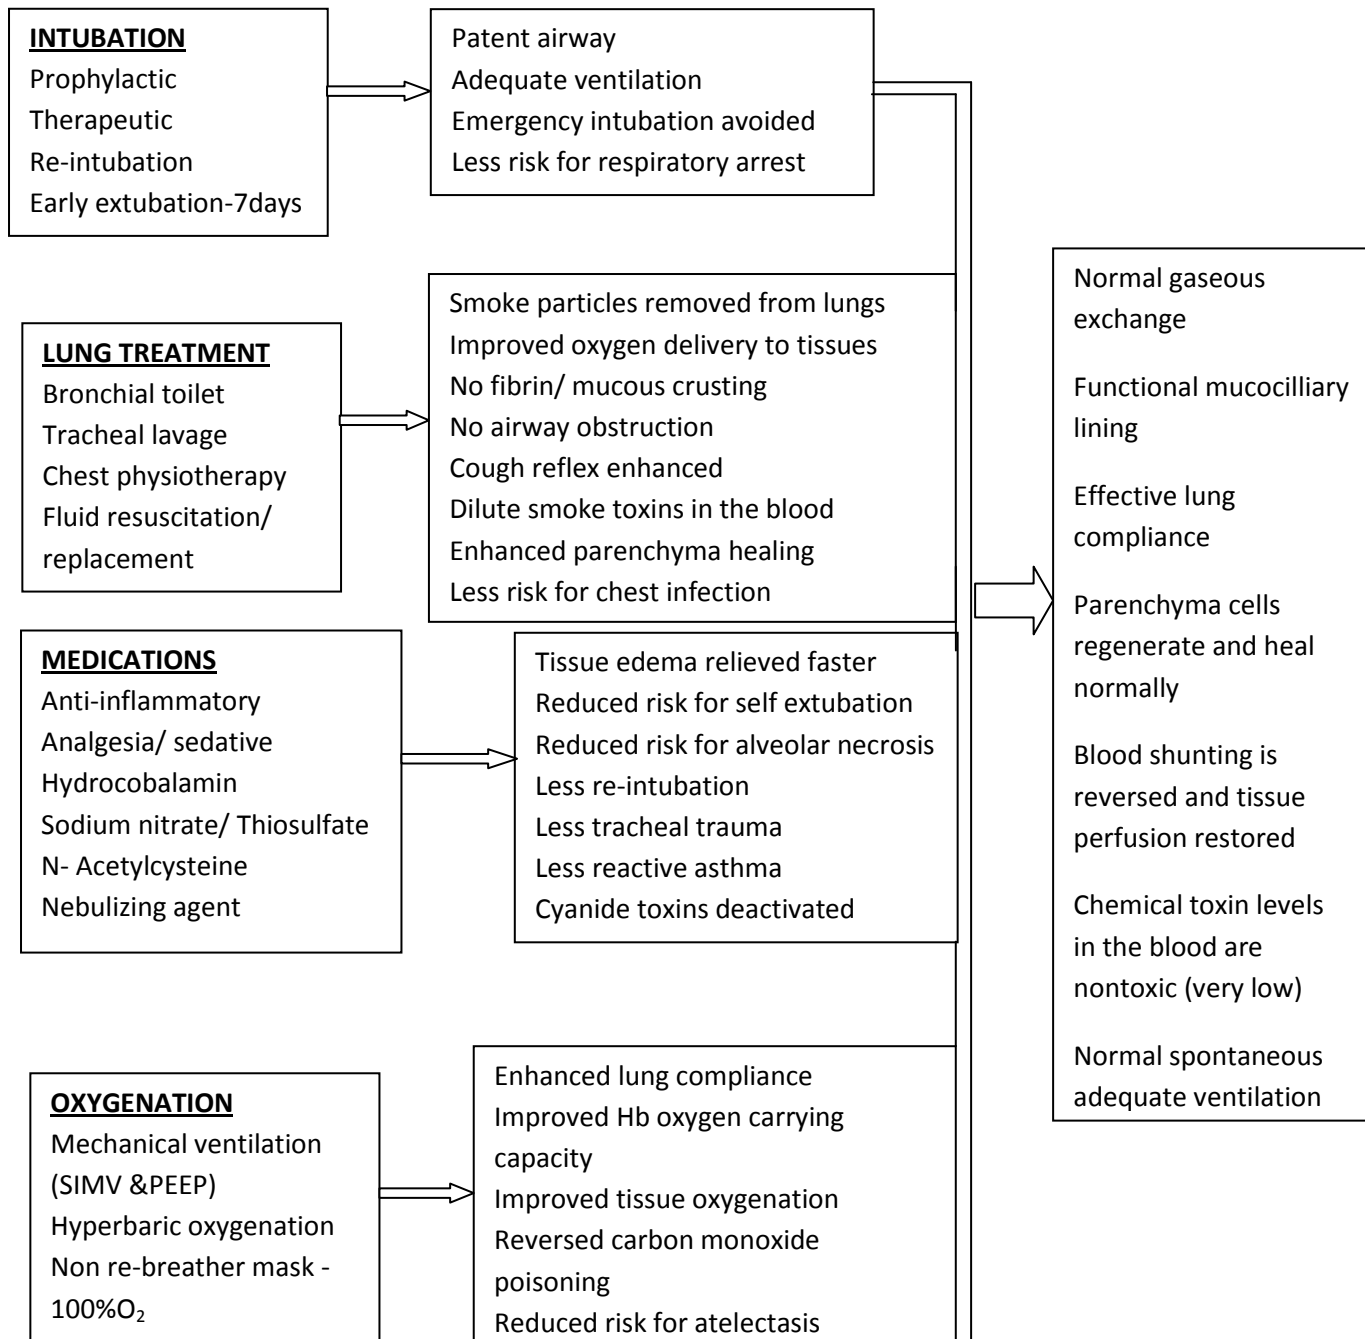 INTUBATION
Prophylactic
Therapeutic
Re-intubation
Early extubation-7days
Patent airway
Adequate ventilation
Emergency intubation avoided
Less risk for respiratory arrest
LUNG TREATMENT
Bronchial toilet
Tracheal lavage
Chest physiotherapy
Fluid resuscitation/
replacement
Smoke particles removed from lungs
Improved oxygen delivery to tissues
No fibrin/ mucous crusting
No airway obstruction
Cough reflex enhanced
Dilute smoke toxins in the blood
Enhanced parenchyma healing
Less risk for chest infection
MEDICATIONS
Anti-inflammatory
Analgesia/ sedative
Hydrocobalamin
Sodium nitrate/ Thiosulfate
N- Acetylcysteine
Nebulizing agent
Tissue edema relieved faster
Reduced risk for self extubation
Reduced risk for alveolar necrosis
Less re-intubation
Less tracheal trauma
Less reactive asthma
Cyanide toxins deactivated
OXYGENATION
Mechanical ventilation
(SIMV &PEEP)
Hyperbaric oxygenation
Non re-breather mask -
100%O₂
Enhanced lung compliance
Improved Hb oxygen carrying
capacity
Improved tissue oxygenation
Reversed carbon monoxide
poisoning
Reduced risk for atelectasis
Normal gaseous
exchange
Functional mucocilliary
lining
Effective lung
compliance
Parenchyma cells
regenerate and heal
normally
Blood shunting is
reversed and tissue
perfusion restored
Chemical toxin levels
in the blood are
nontoxic (very low)
Normal spontaneous
adequate ventilation